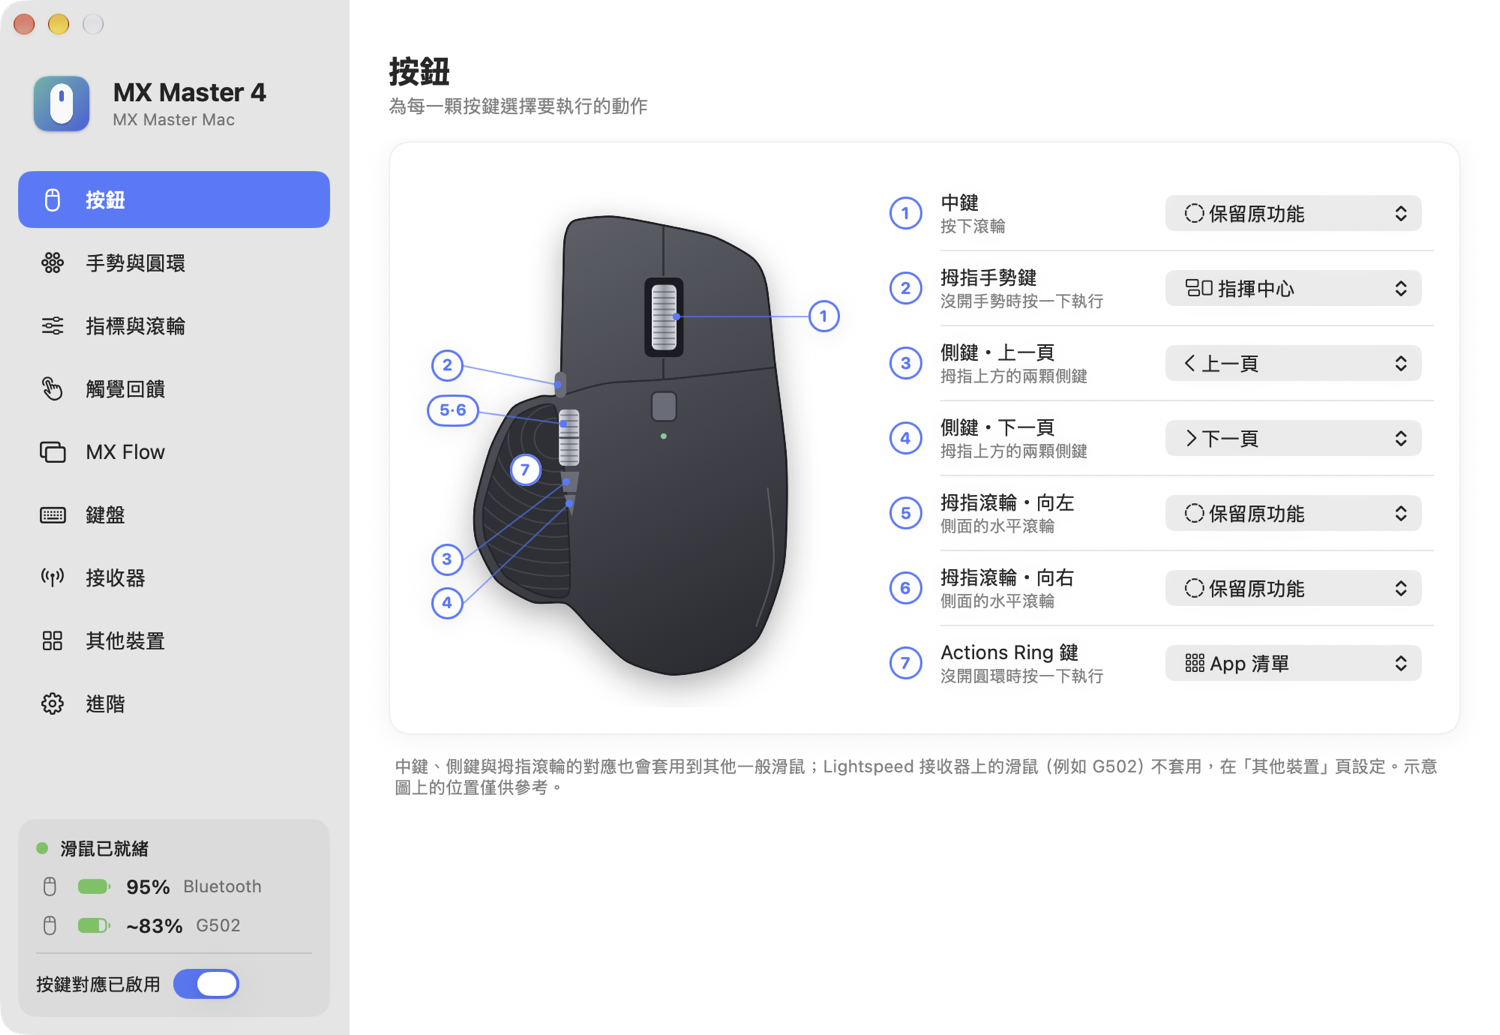 MX Master 4
MX Master Mac
按鈕
手勢與圓環
指標與滾輪
觸覺回饋
MX Flow
鍵盤
接收器
其他裝置
進階
滑鼠已就緒
95% Bluetooth
~83% G502
按鍵對應已啟用
按鈕
為每一顆按鍵選擇要執行的動作
1
2
5·6
7
3
4
1 中鍵 保留原功能
按下滾輪
2 拇指手勢鍵 指揮中心
沒開手勢時按一下執行
3 側鍵・上一頁 上一頁
拇指上方的兩顆側鍵
4 側鍵・下一頁 下一頁
拇指上方的兩顆側鍵
5 拇指滾輪・向左 保留原功能
側面的水平滾輪
6 拇指滾輪・向右 保留原功能
側面的水平滾輪
7 Actions Ring 鍵 App 清單
沒開圓環時按一下執行
中鍵、側鍵與拇指滾輪的對應也會套用到其他一般滑鼠；Lightspeed 接收器上的滑鼠（例如 G502）不套用，在「其他裝置」頁設定。示意
圖上的位置僅供參考。